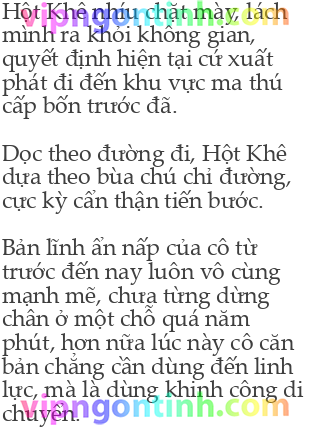 Hột Khê nhíu chặt mày, tách
mình ra khỏi không gian,
quyết định hiện tại cứ xuất
phát đi đến khu vực ma thú
cấp bốn trước đã.
Dọc theo đường đi, Hột Khê
dựa theo bùa chú chỉ đường,
cực kỳ cẩn thận tiến bước.
Bản lĩnh ẩn nấp của cô từ
trước đến nay luôn vô cùng
mạnh mẽ, chưa từng dừng
chân ở một chỗ quá năm
phút, hơn nữa lúc này cô căn
bản chẳng cần dùng đến linh
lực, mà là dùng khinh công di
chuyển.
vipngontinh.com
vipngontinh.com